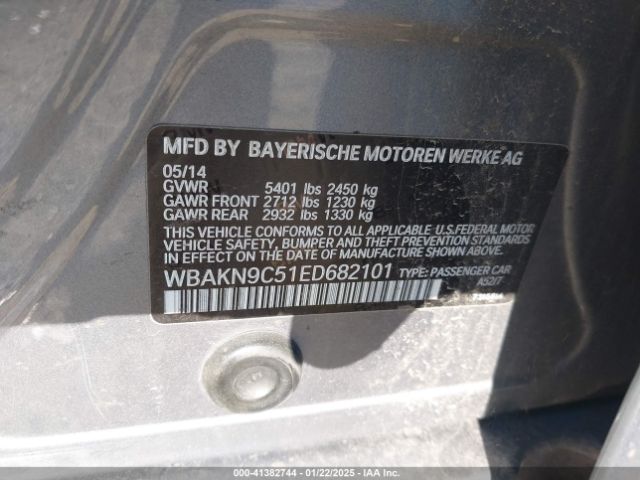 MFD BY BAYERISCHE MOTOREN WERKE AG
05/14
GVWR 5401 lbs 2450 kg
GAWR FRONT 2712 lbs 1230 kg
GAWR REAR 2932 lbs 1330 kg
THIS VEHICLE CONFORMS TO ALL APPLICABLE U.S.FEDERAL MOTOR
VEHICLE SAFETY, BUMPER AND THEFT PREVENTION STANDARDS
IN EFFECT ON THE DATE OF MANUFACTURE SHOWN ABOVE.
WBAKN9C51ED682101 TYPE: PASSENGER CAR
A52/7
000-41382744 - 01/22/2025 - IAA Inc.